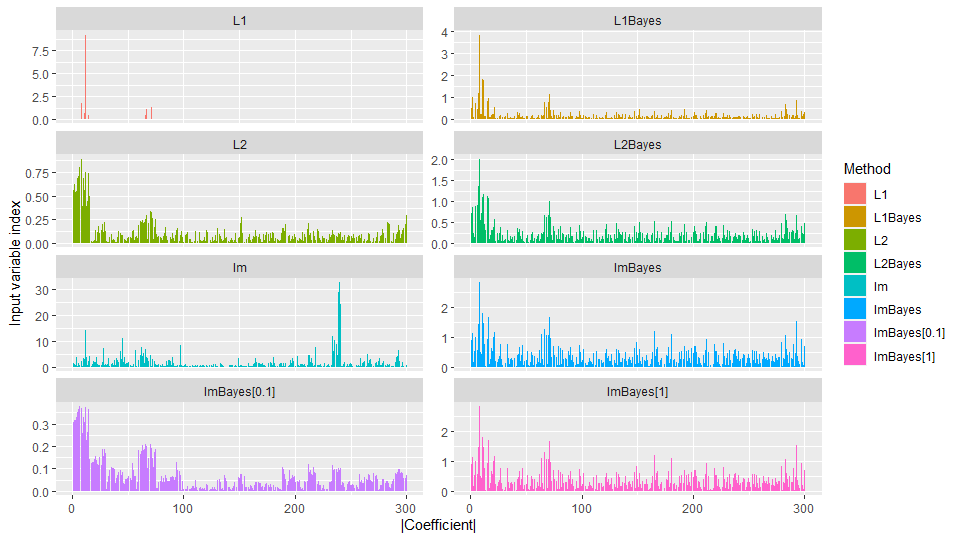 L1
L1Bayes
7.5
5.0
2.5
0.0
4
3
2
1
0
L2
L2Bayes
0.75
0.50
0.25
0.00
2.0
1.5
1.0
0.5
0.0
lm
lmBayes
30
20
10
0
2
1
0
lmBayes[0.1]
lmBayes[1]
0.3
0.2
0.1
0.0
2
1
0
0
100
200
300
0
100
200
300
|Coefficient|
Input variable index
Method
L1
L1Bayes
L2
L2Bayes
lm
lmBayes
lmBayes[0.1]
lmBayes[1]